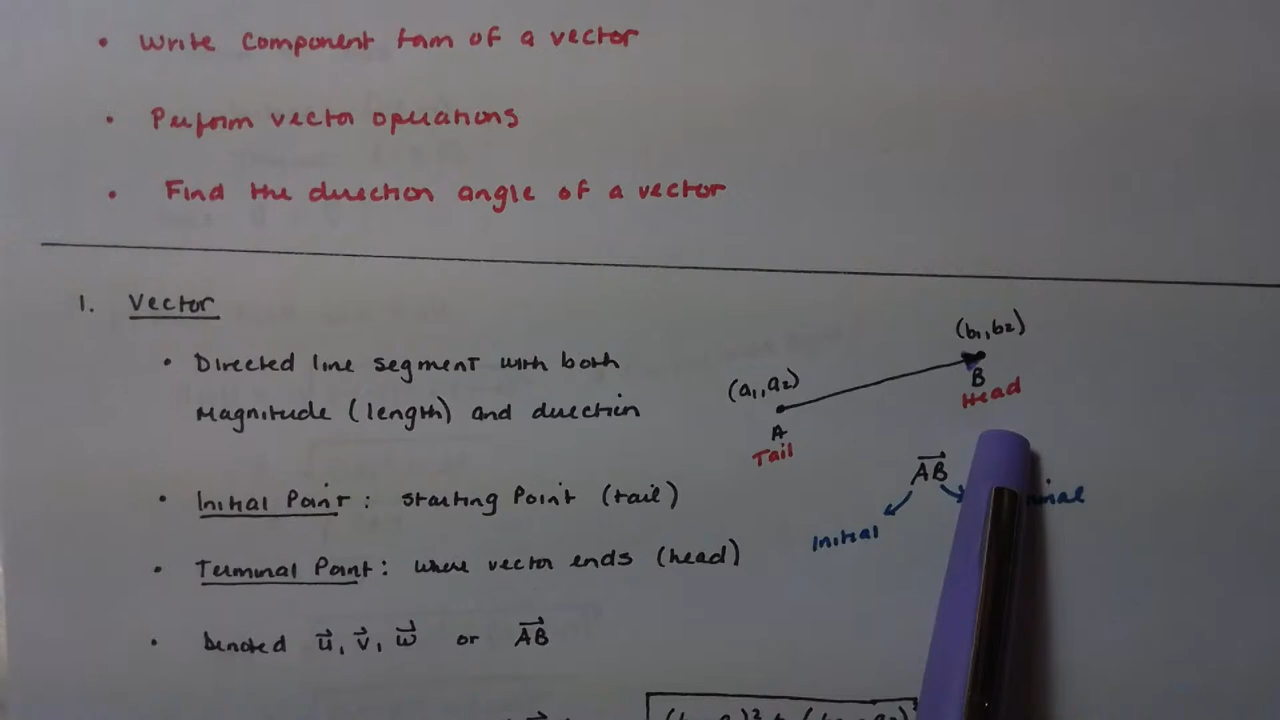 • Write Component form of a vector
• Perform vector operations
• Find the direction angle of a vector
1. Vector
• Directed line segment with both
Magnitude (length) and direction
• Initial Point : starting Point (tail)
• Terminal Point : where vector ends (head)
• Denoted u⃗, v⃗, w⃗ or A⃗B⃗
(b₁, b₂)
B
Head
(a₁, a₂)
A
Tail
A⃗B⃗
Initial